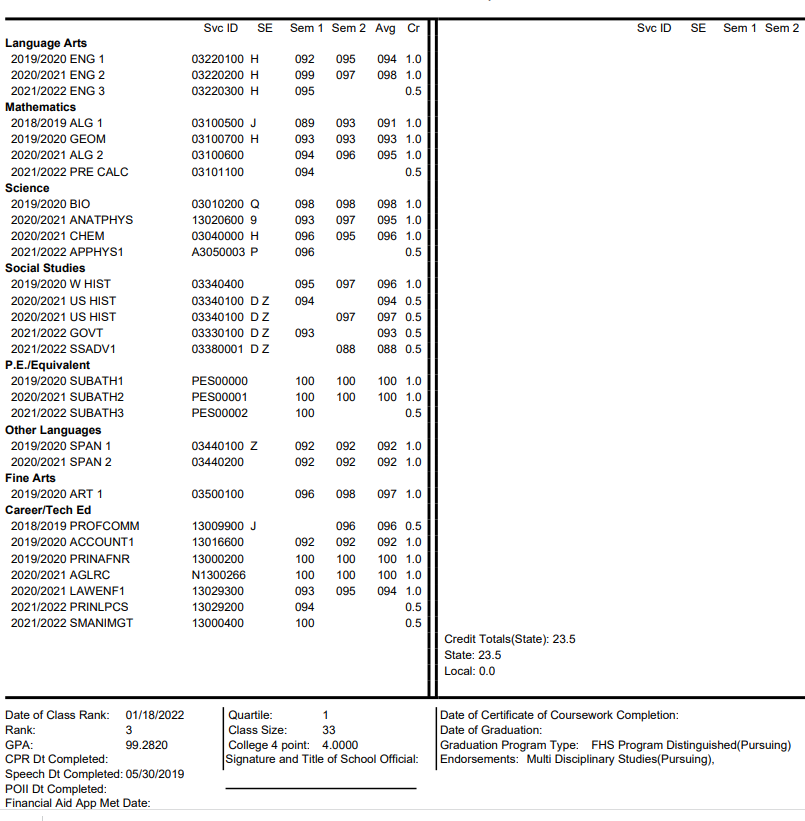 Svc ID SE Sem 1 Sem 2 Avg Cr
Language Arts
2019/2020 ENG 1 03220100 H 092 095 094 1.0
2020/2021 ENG 2 03220200 H 099 097 098 1.0
2021/2022 ENG 3 03220300 H 095 0.5
Mathematics
2018/2019 ALG 1 03100500 J 089 093 091 1.0
2019/2020 GEOM 03100700 H 093 093 093 1.0
2020/2021 ALG 2 03100600 094 096 095 1.0
2021/2022 PRE CALC 03101100 094 0.5
Science
2019/2020 BIO 03010200 Q 098 098 098 1.0
2020/2021 ANATPHYS 13020600 9 093 097 095 1.0
2020/2021 CHEM 03040000 H 096 095 096 1.0
2021/2022 APPHYS1 A3050003 P 096 0.5
Social Studies
2019/2020 W HIST 03340400 095 097 096 1.0
2020/2021 US HIST 03340100 D Z 094 094 0.5
2020/2021 US HIST 03340100 D Z 097 097 0.5
2021/2022 GOVT 03330100 D Z 093 093 0.5
2021/2022 SSADV1 03380001 D Z 088 088 0.5
P.E./Equivalent
2019/2020 SUBATH1 PES00000 100 100 100 1.0
2020/2021 SUBATH2 PES00001 100 100 100 1.0
2021/2022 SUBATH3 PES00002 100 0.5
Other Languages
2019/2020 SPAN 1 03440100 Z 092 092 092 1.0
2020/2021 SPAN 2 03440200 092 092 092 1.0
Fine Arts
2019/2020 ART 1 03500100 096 098 097 1.0
Career/Tech Ed
2018/2019 PROFCOMM 13009900 J 096 096 0.5
2019/2020 ACCOUNT1 13016600 092 092 092 1.0
2019/2020 PRINAFNR 13000200 100 100 100 1.0
2020/2021 AGLRC N1300266 100 100 100 1.0
2020/2021 LAWENF1 13029300 093 095 094 1.0
2021/2022 PRINLPCS 13029200 094 0.5
2021/2022 SMANIMGT 13000400 100 0.5
Svc ID SE Sem 1 Sem 2
Credit Totals(State): 23.5
State: 23.5
Local: 0.0
Date of Class Rank: 01/18/2022
Rank: 3
GPA: 99.2820
CPR Dt Completed:
Speech Dt Completed: 05/30/2019
POII Dt Completed:
Financial Aid App Met Date:
Quartile: 1
Class Size: 33
College 4 point: 4.0000
Signature and Title of School Official:
Date of Certificate of Coursework Completion:
Date of Graduation:
Graduation Program Type: FHS Program Distinguished(Pursuing)
Endorsements: Multi Disciplinary Studies(Pursuing),